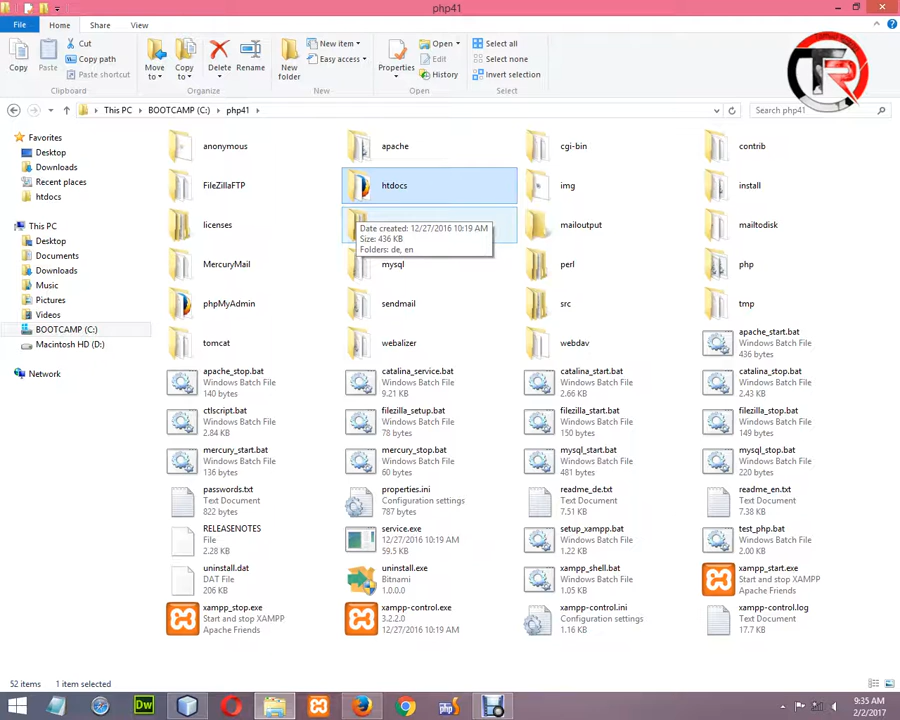 php41
File
Home
Share
View
Copy
Paste
Cut
Copy path
Paste shortcut
Clipboard
Move to
Copy to
Delete
Rename
Organize
New folder
New item
Easy access
New
Properties
Open
Edit
History
Open
Select all
Select none
Invert selection
Select
TR
This PC
BOOTCAMP (C:)
php41
Search php41
Favorites
Desktop
Downloads
Recent places
htdocs
This PC
Desktop
Documents
Downloads
Music
Pictures
Videos
BOOTCAMP (C:)
Macintosh HD (D:)
Network
anonymous
apache
cgi-bin
contrib
FileZillaFTP
htdocs
img
install
licenses
Date created: 12/27/2016 10:19 AM
Size: 436 KB
Folders: de, en
mailoutput
mailtodisk
MercuryMail
mysql
perl
php
phpMyAdmin
sendmail
src
tmp
tomcat
webalizer
webdav
apache_start.bat
Windows Batch File
436 bytes
apache_stop.bat
Windows Batch File
140 bytes
catalina_service.bat
Windows Batch File
9.21 KB
catalina_start.bat
Windows Batch File
2.66 KB
catalina_stop.bat
Windows Batch File
2.43 KB
ctlscript.bat
Windows Batch File
2.84 KB
filezilla_setup.bat
Windows Batch File
78 bytes
filezilla_start.bat
Windows Batch File
150 bytes
filezilla_stop.bat
Windows Batch File
149 bytes
mercury_start.bat
Windows Batch File
136 bytes
mercury_stop.bat
Windows Batch File
60 bytes
mysql_start.bat
Windows Batch File
481 bytes
mysql_stop.bat
Windows Batch File
220 bytes
passwords.txt
Text Document
822 bytes
properties.ini
Configuration settings
787 bytes
readme_de.txt
Text Document
7.51 KB
readme_en.txt
Text Document
7.38 KB
RELEASENOTES
File
2.28 KB
service.exe
12/27/2016 10:19 AM
59.5 KB
setup_xampp.bat
Windows Batch File
1.22 KB
test_php.bat
Windows Batch File
2.00 KB
uninstall.dat
DAT File
206 KB
uninstall.exe
Bitnami
1.0.0.0
xampp_shell.bat
Windows Batch File
1.05 KB
xampp_start.exe
Start and stop XAMPP
Apache Friends
xampp_stop.exe
Start and stop XAMPP
Apache Friends
xampp-control.exe
12/27/2016 10:19 AM
3.2.2.0
xampp-control.ini
Configuration settings
1.16 KB
xampp-control.log
Text Document
17.7 KB
52 items
1 item selected
Dw
php
9:35 AM
2/2/2017